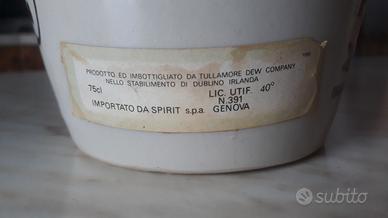 PRODOTTO ED IMBOTTIGLIATO DA TULLAMORE DEW COMPANY
NELLO STABILIMENTO DI DUBLINO IRLANDA
75cl
LIC. UTIF. 40°
N.391
IMPORTATO DA SPIRIT s.p.a. GENOVA
subito